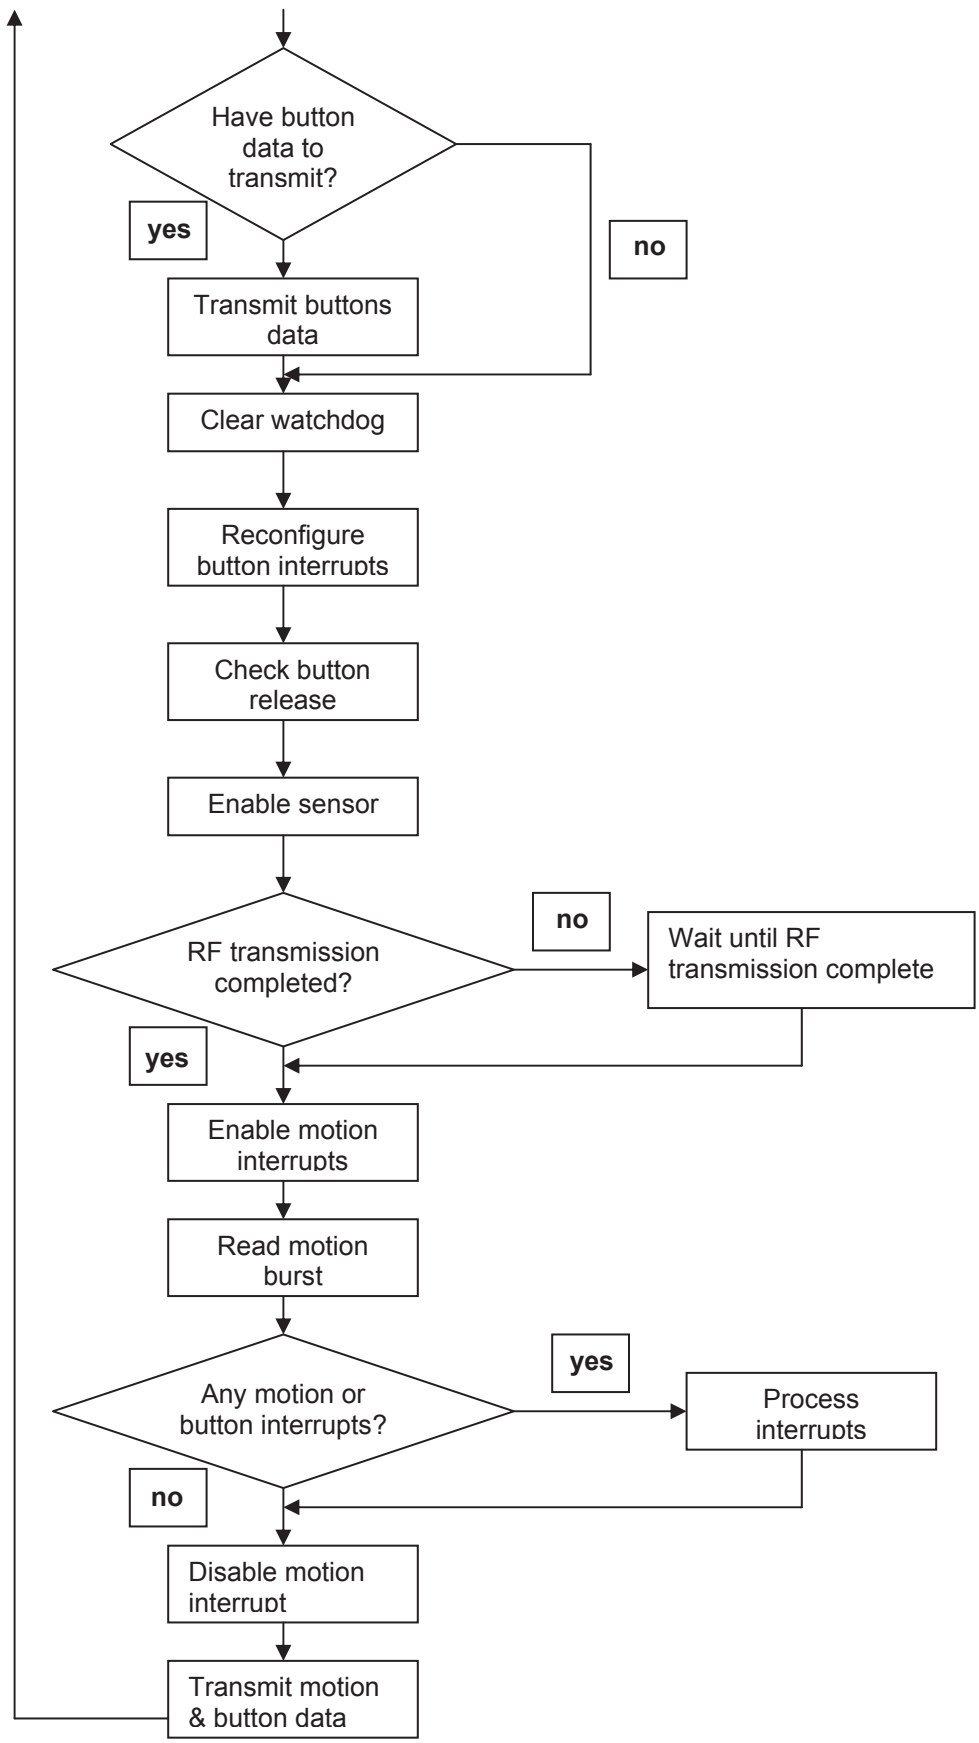 Have button
data to
transmit?
yes
no
Transmit buttons
data
Clear watchdog
Reconfigure
button interrupts
Check button
release
Enable sensor
no
RF transmission
completed?
Wait until RF
transmission complete
yes
Enable motion
interrupts
Read motion
burst
yes
Any motion or
button interrupts?
Process
interrupts
no
Disable motion
interrupt
Transmit motion
& button data